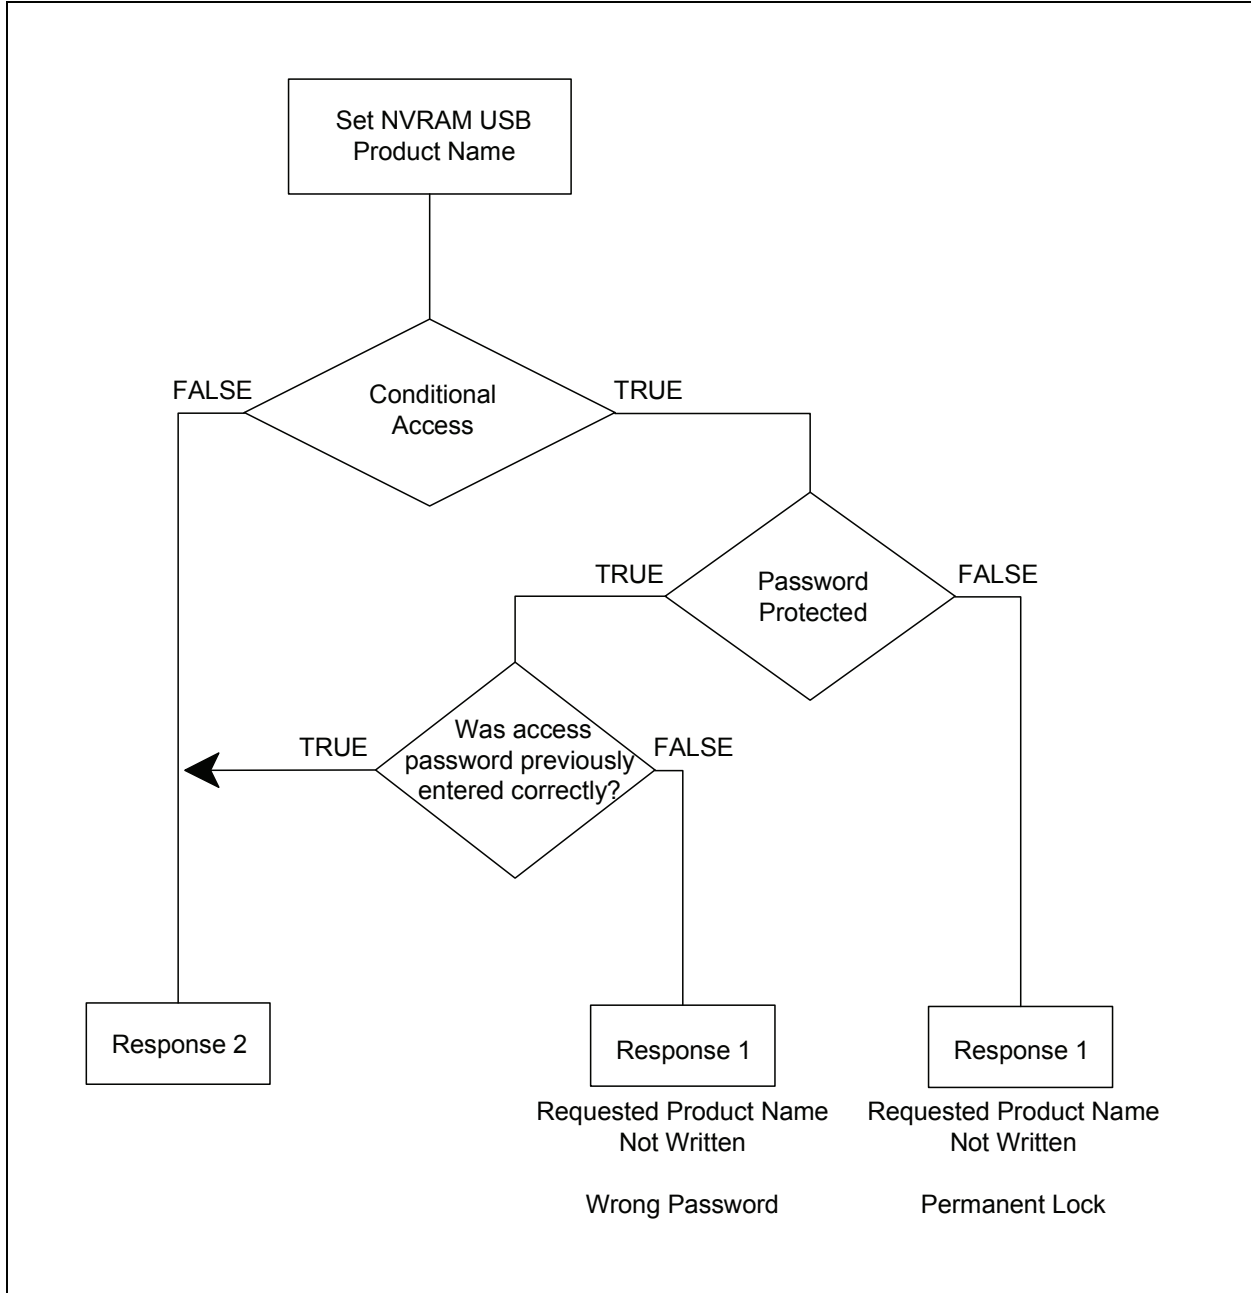 Set NVRAM USB
Product Name
FALSE
Conditional
Access
TRUE
TRUE
Password
Protected
FALSE
TRUE
Was access
password previously
entered correctly?
FALSE
Response 2
Response 1
Requested Product Name
Not Written
Wrong Password
Response 1
Requested Product Name
Not Written
Permanent Lock